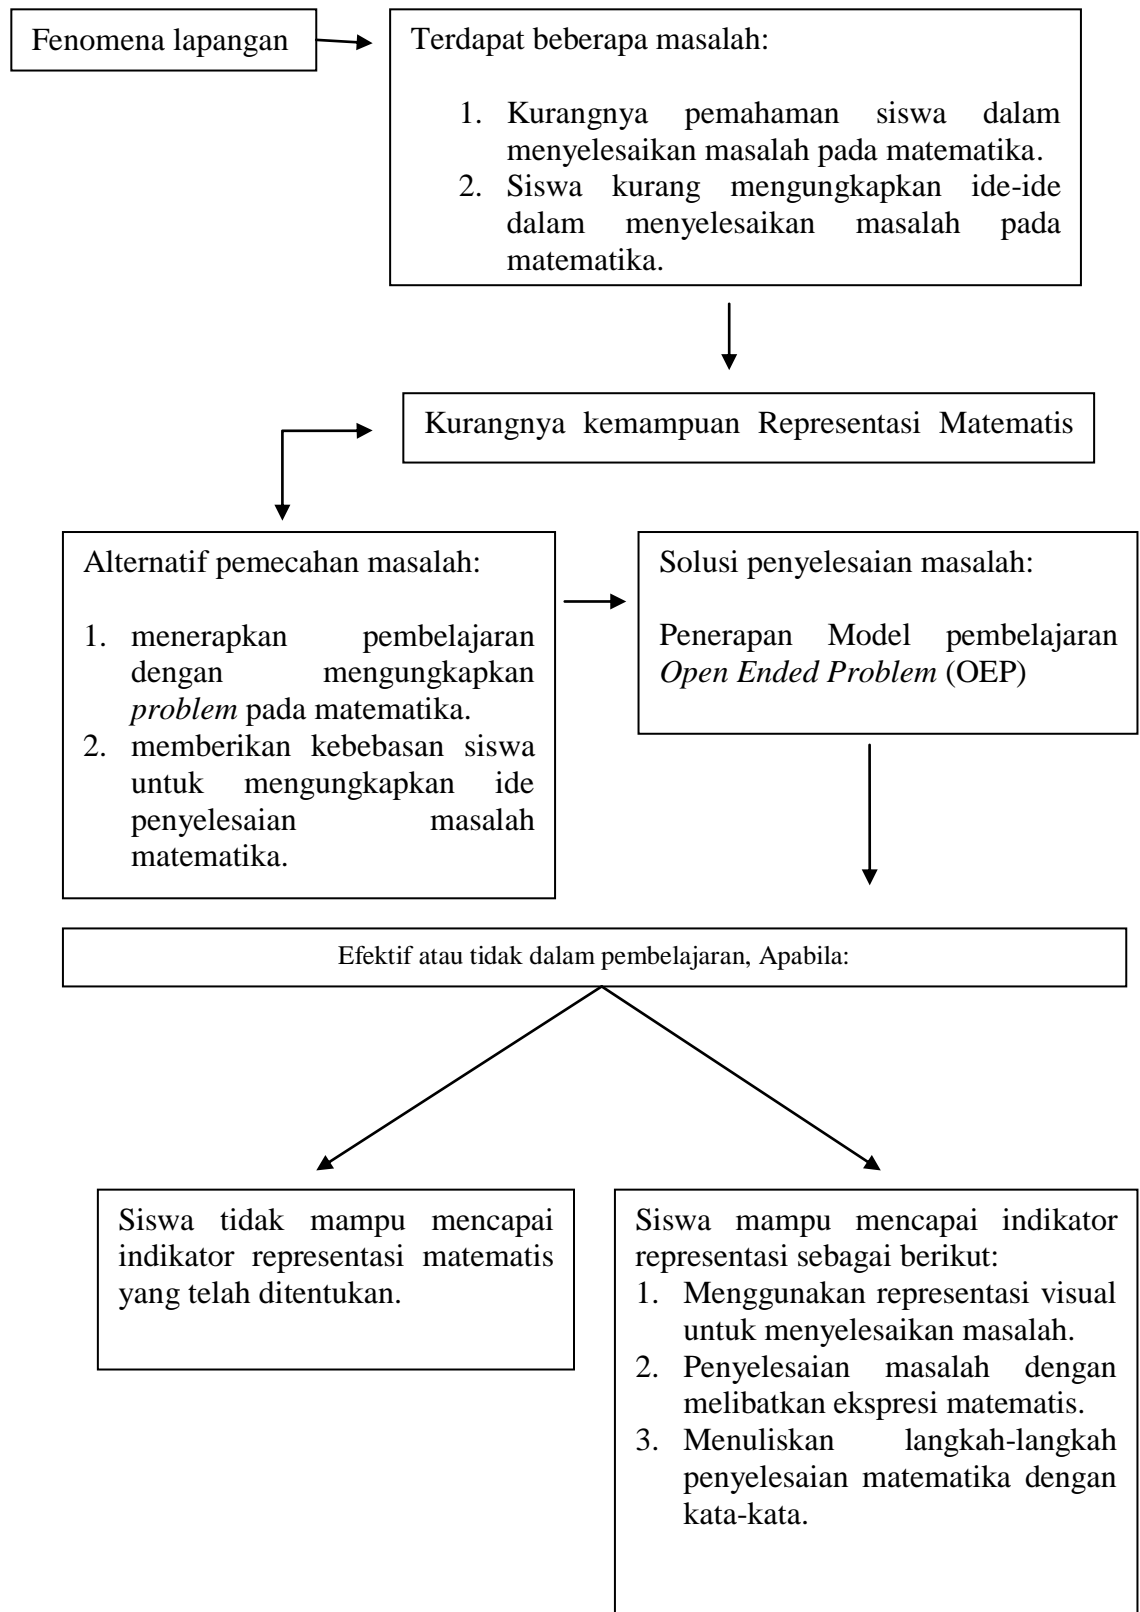 Fenomena lapangan
Terdapat beberapa masalah:
1. Kurangnya pemahaman siswa dalam
menyelesaikan masalah pada matematika.
2. Siswa kurang mengungkapkan ide-ide
dalam menyelesaikan masalah pada
matematika.
Kurangnya kemampuan Representasi Matematis
Alternatif pemecahan masalah:
1. menerapkan pembelajaran
dengan mengungkapkan
problem pada matematika.
2. memberikan kebebasan siswa
untuk mengungkapkan ide
penyelesaian masalah
matematika.
Solusi penyelesaian masalah:
Penerapan Model pembelajaran
Open Ended Problem (OEP)
Efektif atau tidak dalam pembelajaran, Apabila:
Siswa tidak mampu mencapai
indikator representasi matematis
yang telah ditentukan.
Siswa mampu mencapai indikator
representasi sebagai berikut:
1. Menggunakan representasi visual
untuk menyelesaikan masalah.
2. Penyelesaian masalah dengan
melibatkan ekspresi matematis.
3. Menuliskan langkah-langkah
penyelesaian matematika dengan
kata-kata.